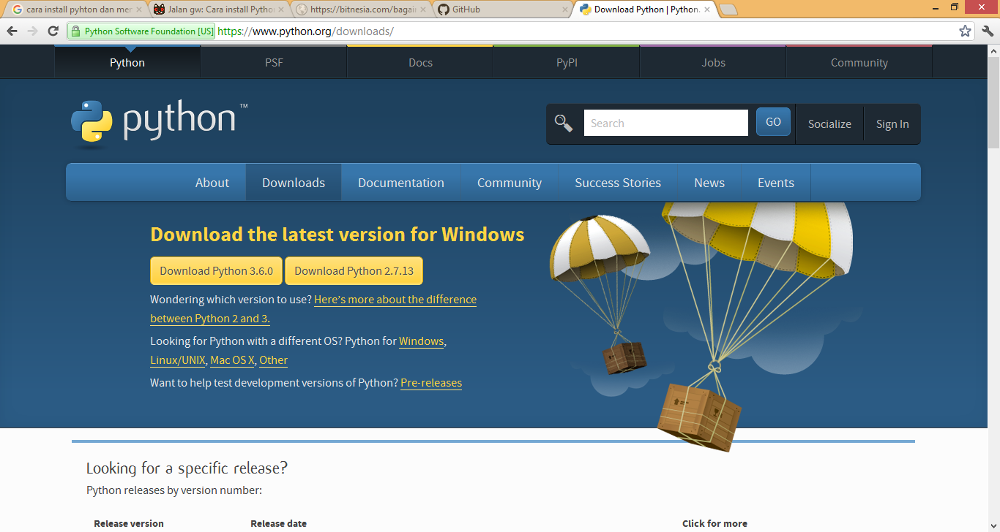 cara install pyhton dan mer
Jalan gw: Cara install Pytho
https://bitnesia.com/bagai
GitHub
Download Python | Python.
Python Software Foundation [US] https://www.python.org/downloads/
Python PSF Docs PyPI Jobs Community
python™
Search GO Socialize Sign In
About Downloads Documentation Community Success Stories News Events
Download the latest version for Windows
Download Python 3.6.0 Download Python 2.7.13
Wondering which version to use? Here's more about the difference
between Python 2 and 3.
Looking for Python with a different OS? Python for Windows,
Linux/UNIX, Mac OS X, Other
Want to help test development versions of Python? Pre-releases
Looking for a specific release?
Python releases by version number:
Release version Release date Click for more